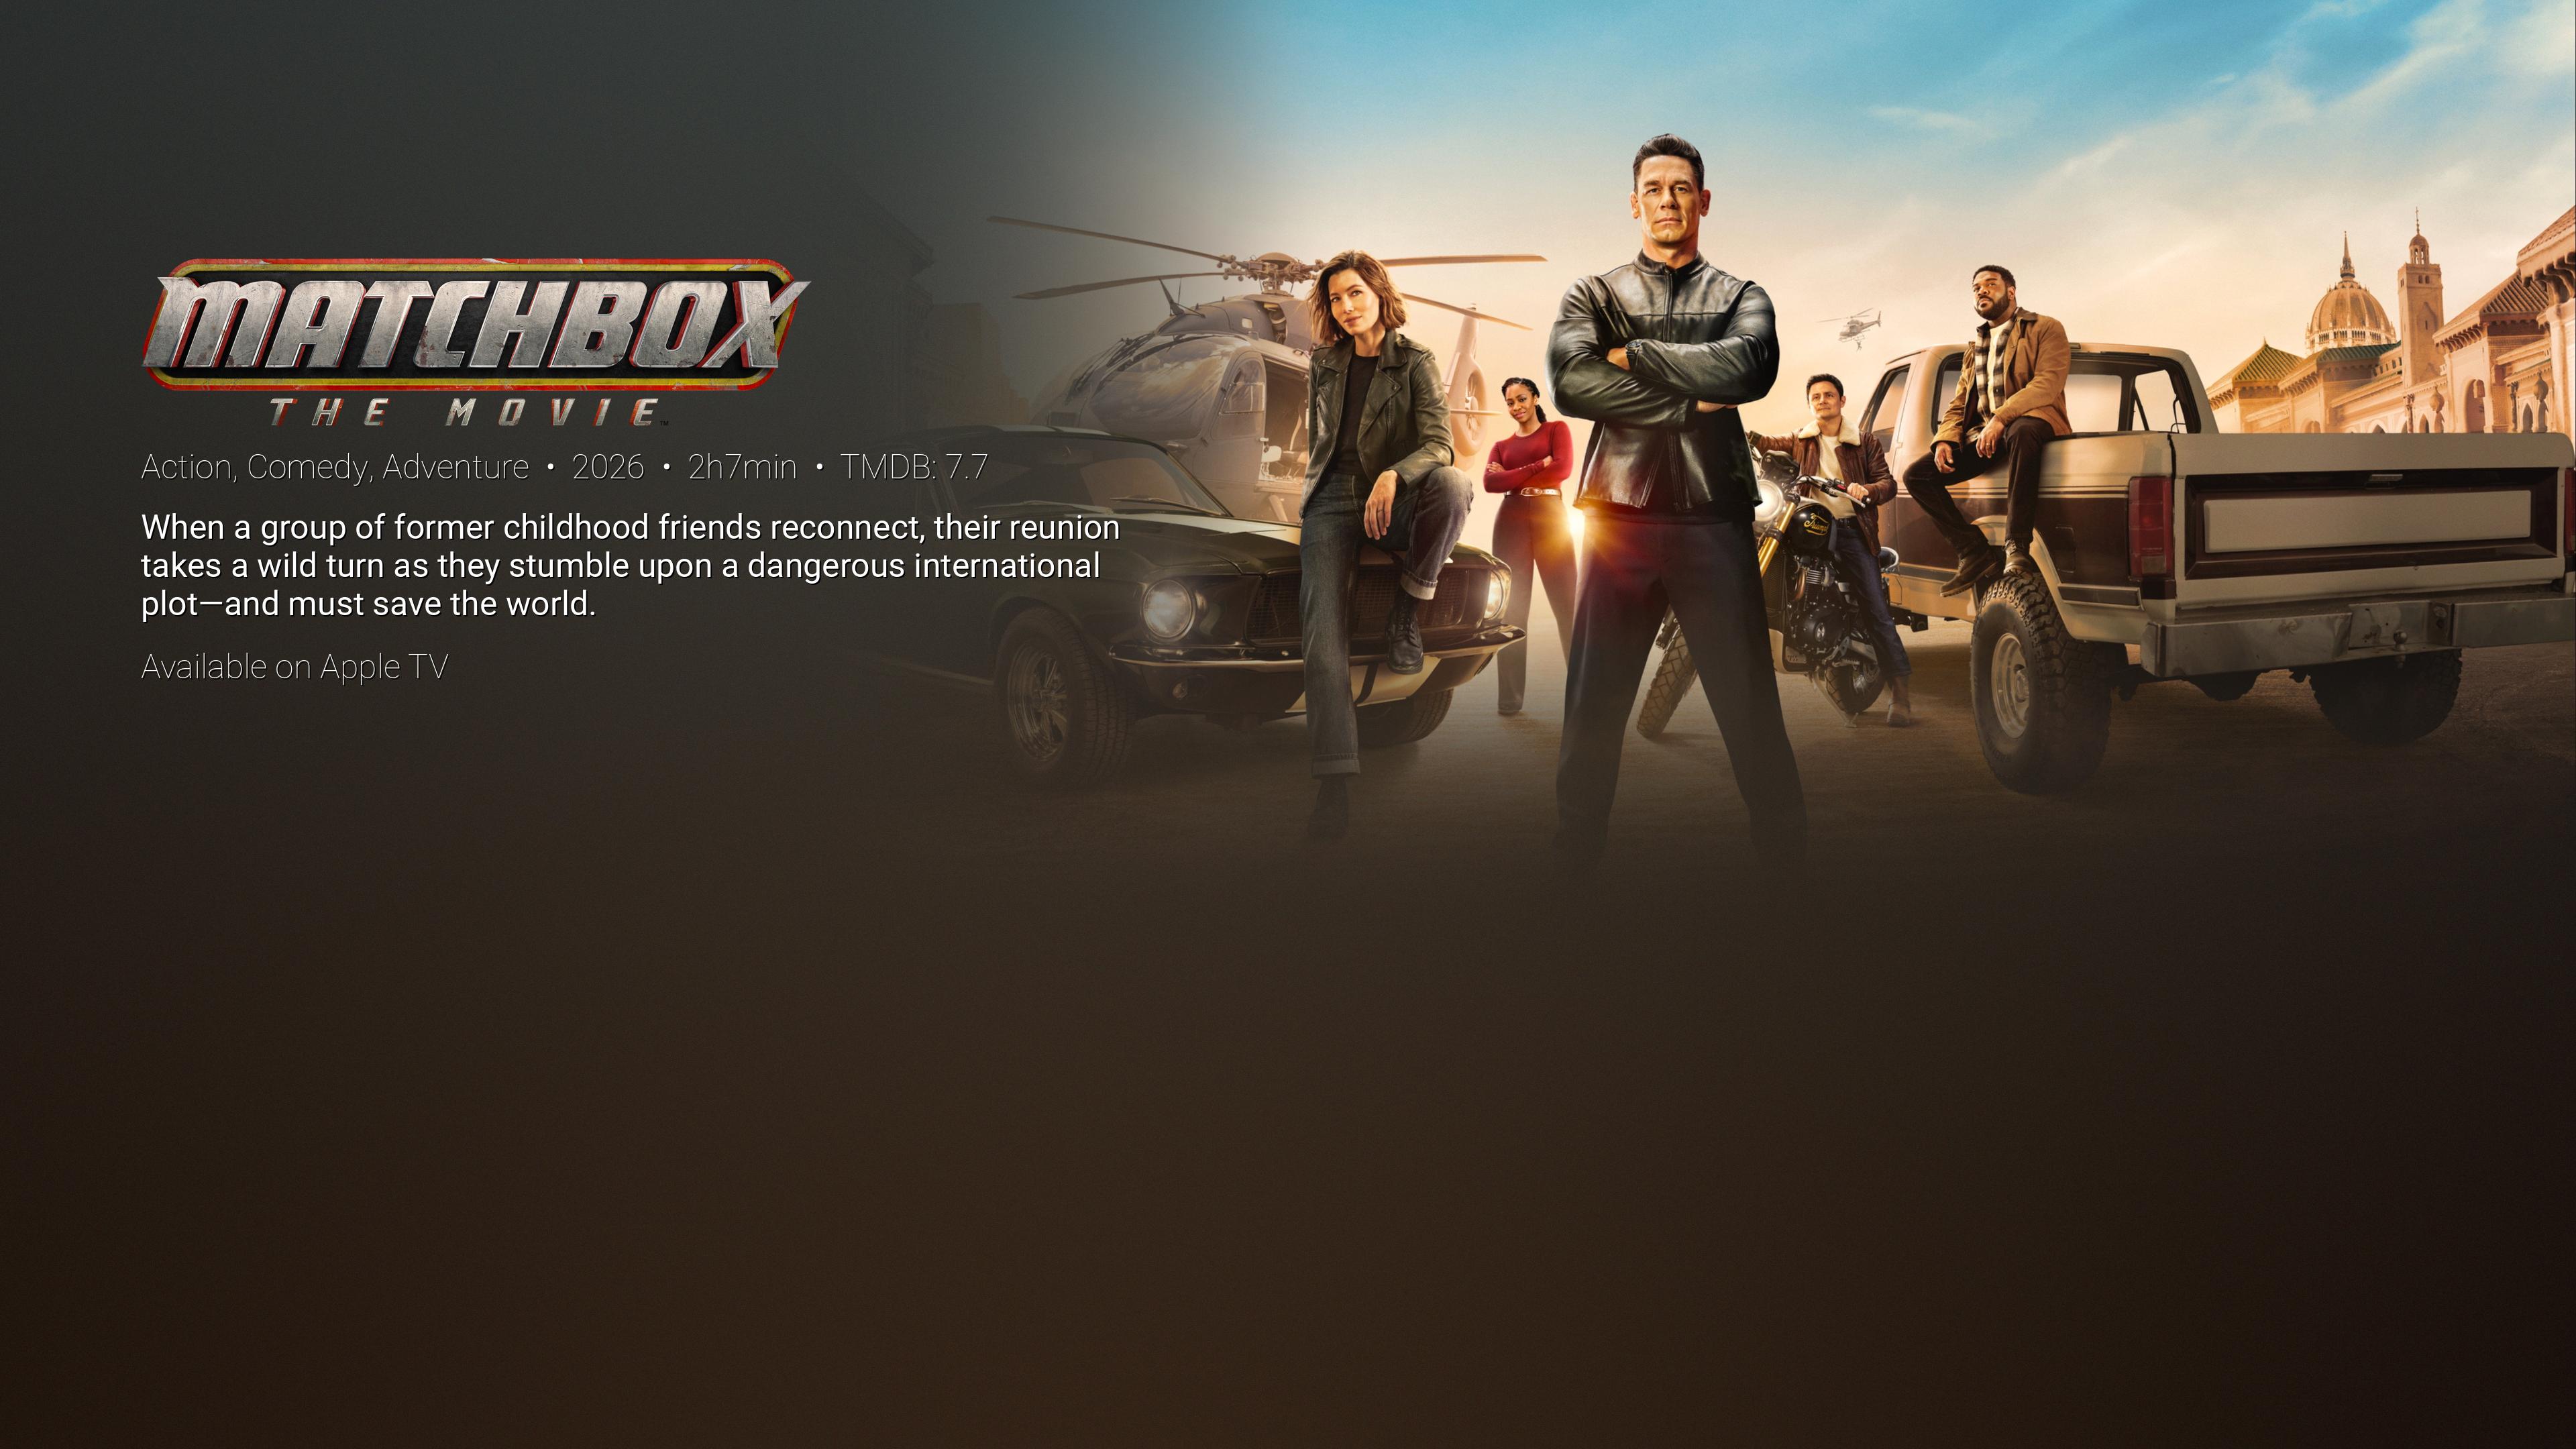 MATCHBOX
THE MOVIE™
Action, Comedy, Adventure • 2026 • 2h7min • TMDB: 7.7
When a group of former childhood friends reconnect, their reunion
takes a wild turn as they stumble upon a dangerous international
plot—and must save the world.
Available on Apple TV
Triumph